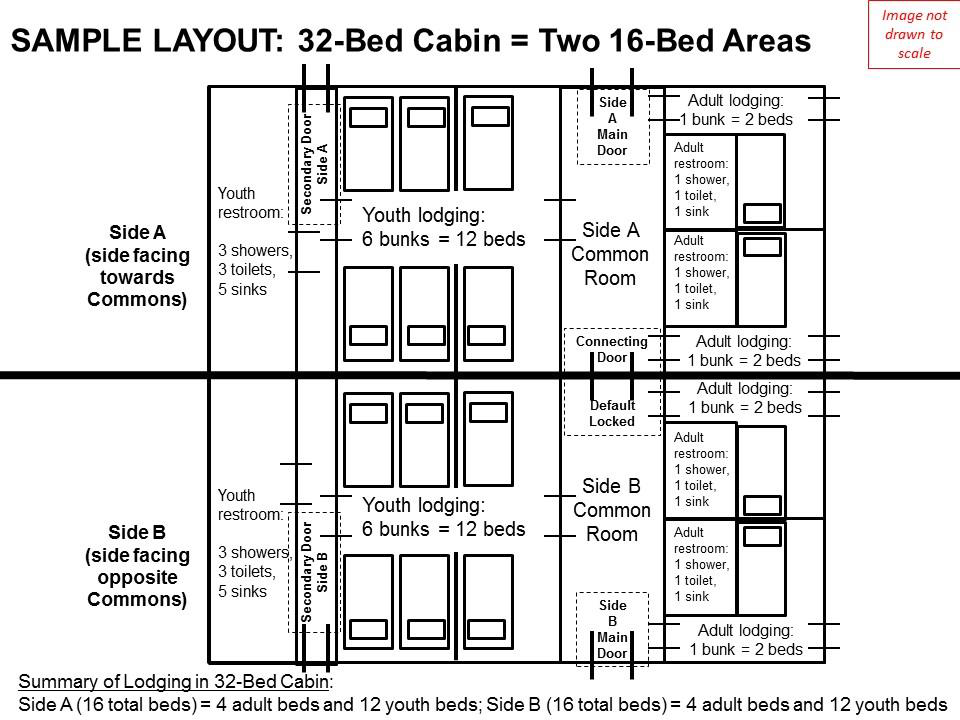 SAMPLE LAYOUT: 32-Bed Cabin = Two 16-Bed Areas
Image not
drawn to
scale
Side A
(side facing
towards
Commons)
Youth
restroom:
3 showers,
3 toilets,
5 sinks
Secondary Door
Side A
Youth lodging:
6 bunks = 12 beds
Side
A
Main
Door
Side A
Common
Room
Adult lodging:
1 bunk = 2 beds
Adult
restroom:
1 shower,
1 toilet,
1 sink
Adult
restroom:
1 shower,
1 toilet,
1 sink
Adult lodging:
1 bunk = 2 beds
Connecting
Door
Default
Locked
Side B
(side facing
opposite
Commons)
Youth
restroom:
3 showers,
3 toilets,
5 sinks
Secondary Door
Side B
Youth lodging:
6 bunks = 12 beds
Side B
Common
Room
Side
B
Main
Door
Adult lodging:
1 bunk = 2 beds
Adult
restroom:
1 shower,
1 toilet,
1 sink
Adult
restroom:
1 shower,
1 toilet,
1 sink
Adult lodging:
1 bunk = 2 beds
Summary of Lodging in 32-Bed Cabin:
Side A (16 total beds) = 4 adult beds and 12 youth beds; Side B (16 total beds) = 4 adult beds and 12 youth beds